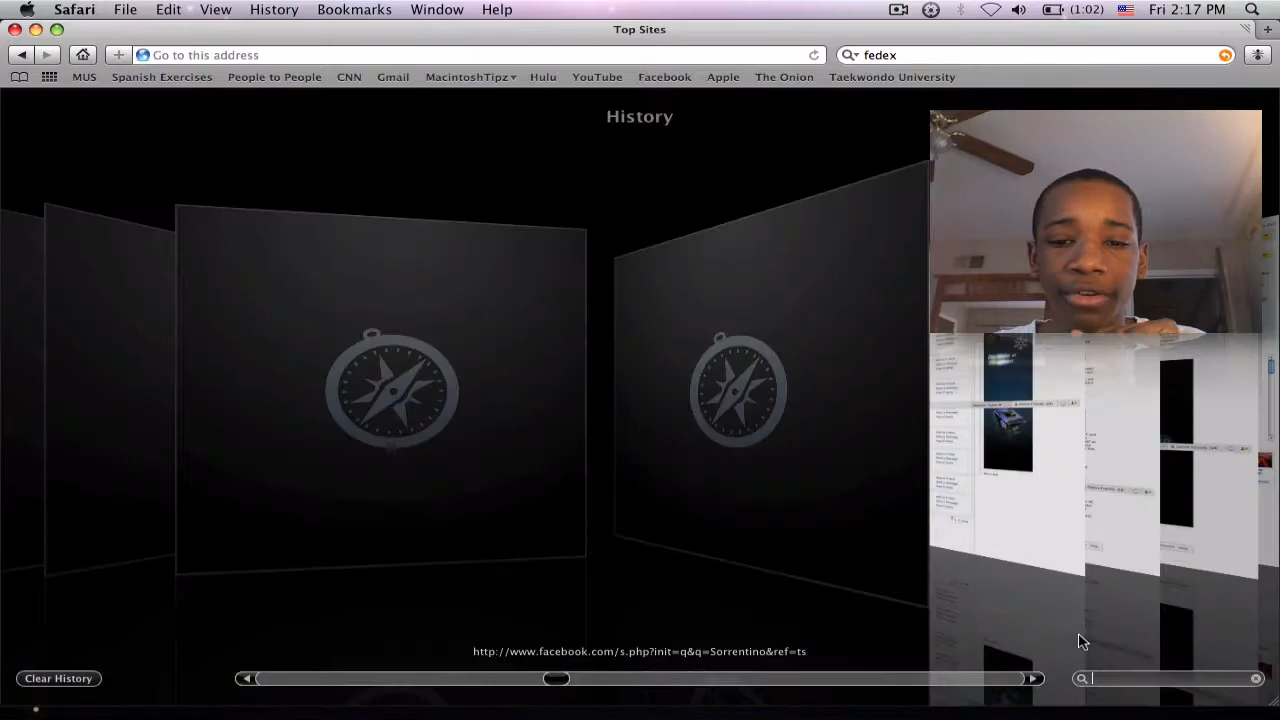 Safari File Edit View History Bookmarks Window Help (1:02) Fri 2:17 PM
Top Sites
Go to this address fedex
MUS Spanish Exercises People to People CNN Gmail MacintoshTipz Hulu YouTube Facebook Apple The Onion Taekwondo University
History
http://www.facebook.com/s.php?init=q&q=Sorrentino&ref=ts
Clear History